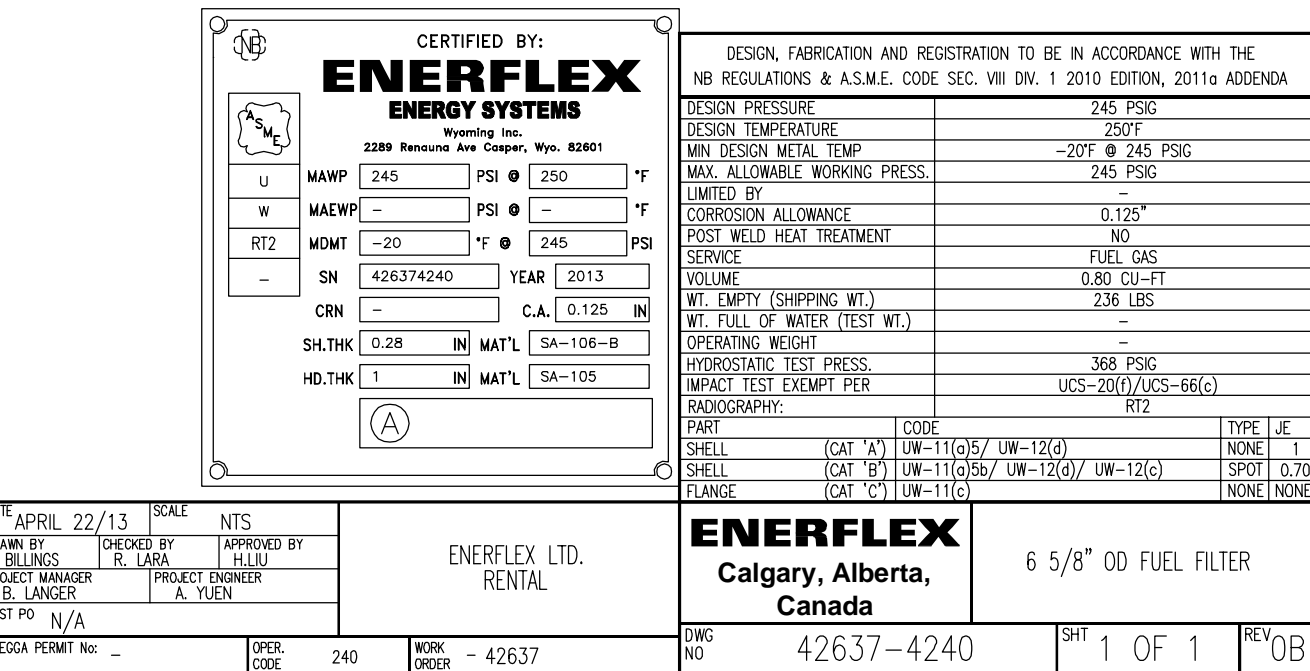 NB
CERTIFIED BY:
ENERFLEX
ENERGY SYSTEMS
Wyoming Inc.
2289 Renauna Ave Casper, Wyo. 82601
ASME
U
W
RT2
–
MAWP 245 PSI @ 250 °F
MAEWP – PSI @ – °F
MDMT –20 °F @ 245 PSI
SN 426374240 YEAR 2013
CRN – C.A. 0.125 IN
SH.THK 0.28 IN MAT'L SA–106–B
HD.THK 1 IN MAT'L SA–105
A
DESIGN, FABRICATION AND REGISTRATION TO BE IN ACCORDANCE WITH THE
NB REGULATIONS & A.S.M.E. CODE SEC. VIII DIV. 1 2010 EDITION, 2011a ADDENDA
DESIGN PRESSURE 245 PSIG
DESIGN TEMPERATURE 250°F
MIN DESIGN METAL TEMP –20°F @ 245 PSIG
MAX. ALLOWABLE WORKING PRESS. 245 PSIG
LIMITED BY –
CORROSION ALLOWANCE 0.125"
POST WELD HEAT TREATMENT NO
SERVICE FUEL GAS
VOLUME 0.80 CU–FT
WT. EMPTY (SHIPPING WT.) 236 LBS
WT. FULL OF WATER (TEST WT.) –
OPERATING WEIGHT –
HYDROSTATIC TEST PRESS. 368 PSIG
IMPACT TEST EXEMPT PER UCS–20(f)/UCS–66(c)
RADIOGRAPHY: RT2
PART CODE TYPE JE
SHELL (CAT 'A') UW–11(a)5/ UW–12(d) NONE 1
SHELL (CAT 'B') UW–11(a)5b/ UW–12(d)/ UW–12(c) SPOT 0.70
FLANGE (CAT 'C') UW–11(c) NONE NONE
TE APRIL 22/13 SCALE NTS
AWN BY BILLINGS CHECKED BY R. LARA APPROVED BY H.LIU
OJECT MANAGER B. LANGER PROJECT ENGINEER A. YUEN
ST PO N/A
EGGA PERMIT No: – OPER. CODE 240 WORK ORDER – 42637
ENERFLEX LTD.
RENTAL
ENERFLEX
Calgary, Alberta,
Canada
6 5/8" OD FUEL FILTER
DWG NO 42637–4240 SHT 1 OF 1 REV 0B